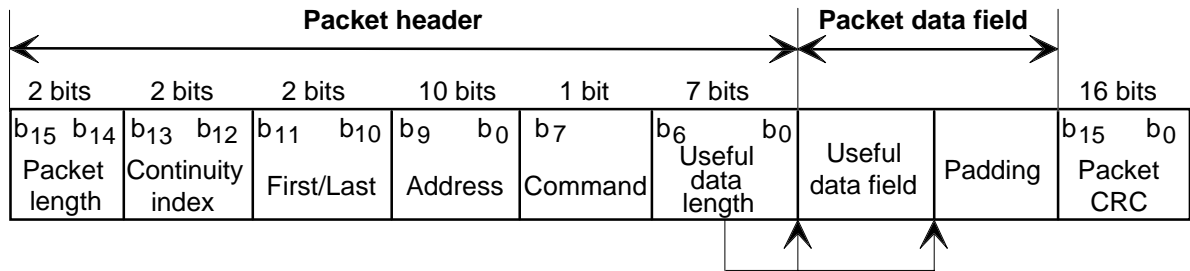 Packet header Packet data field
2 bits 2 bits 2 bits 10 bits 1 bit 7 bits 16 bits
b15 b14 b13 b12 b11 b10 b9 b0 b7 b6 b0 b15 b0
Packet length
Continuity index
First/Last
Address
Command
Useful data length
Useful data field
Padding
Packet CRC